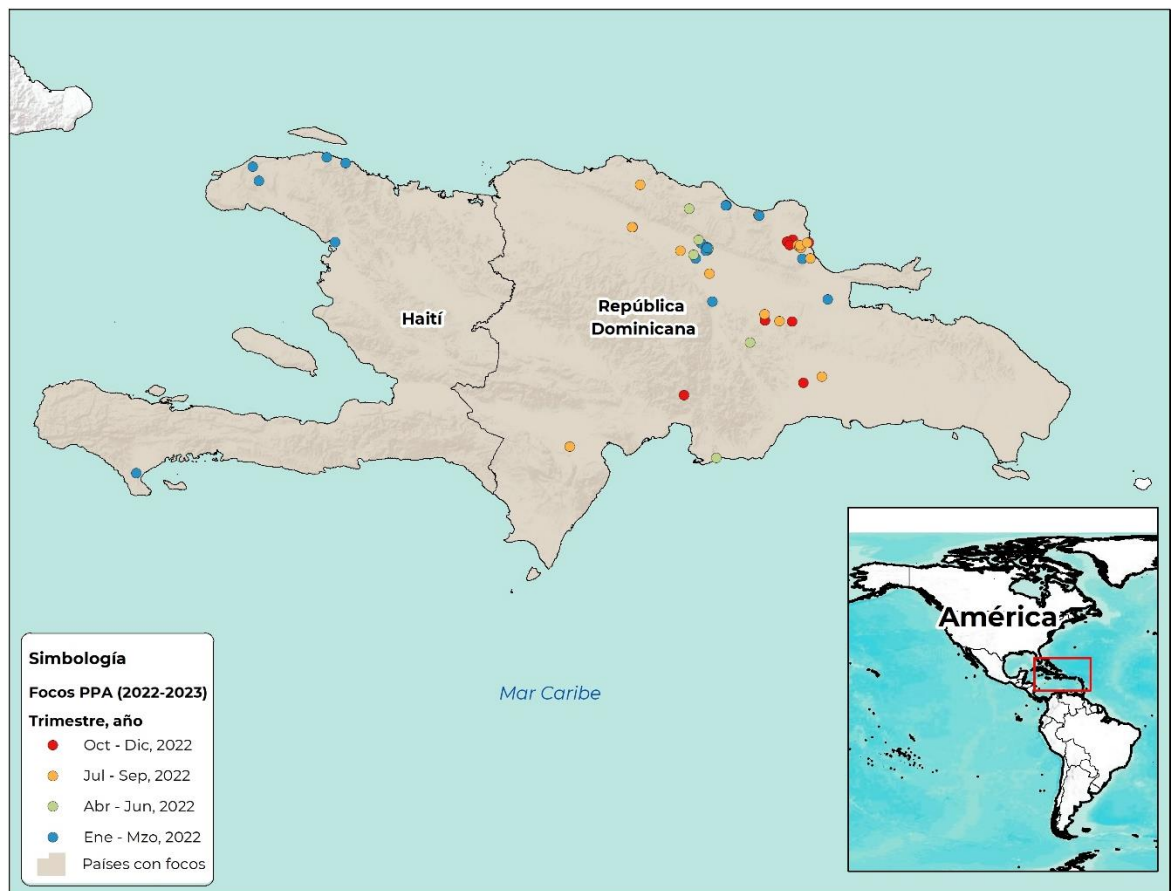 Haití
República
Dominicana
Mar Caribe
América
Simbología
Focos PPA (2022-2023)
Trimestre, año
Oct - Dic, 2022
Jul - Sep, 2022
Abr - Jun, 2022
Ene - Mzo, 2022
Países con focos